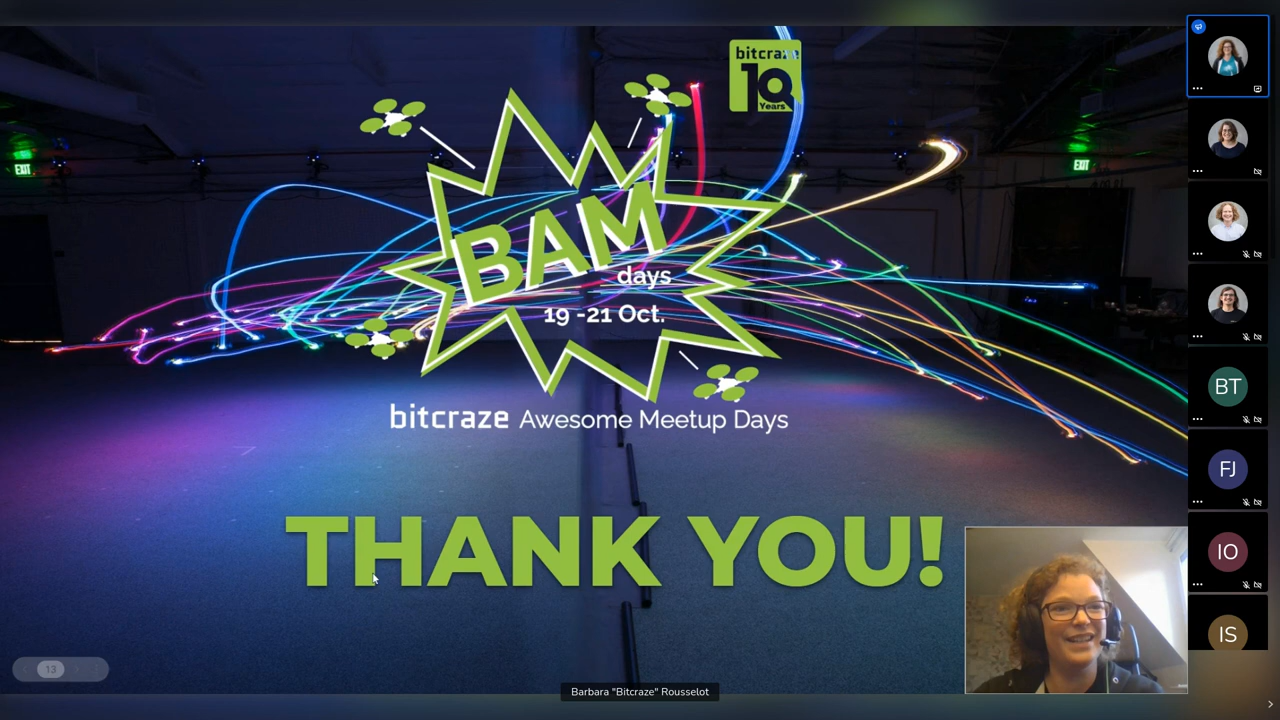 bitcraze
10
Years
EXIT
EXIT
BAM
days
19 -21 Oct.
bitcraze Awesome Meetup Days
THANK YOU!
BT
FJ
IO
IS
13
Barbara "Bitcraze" Rousselot